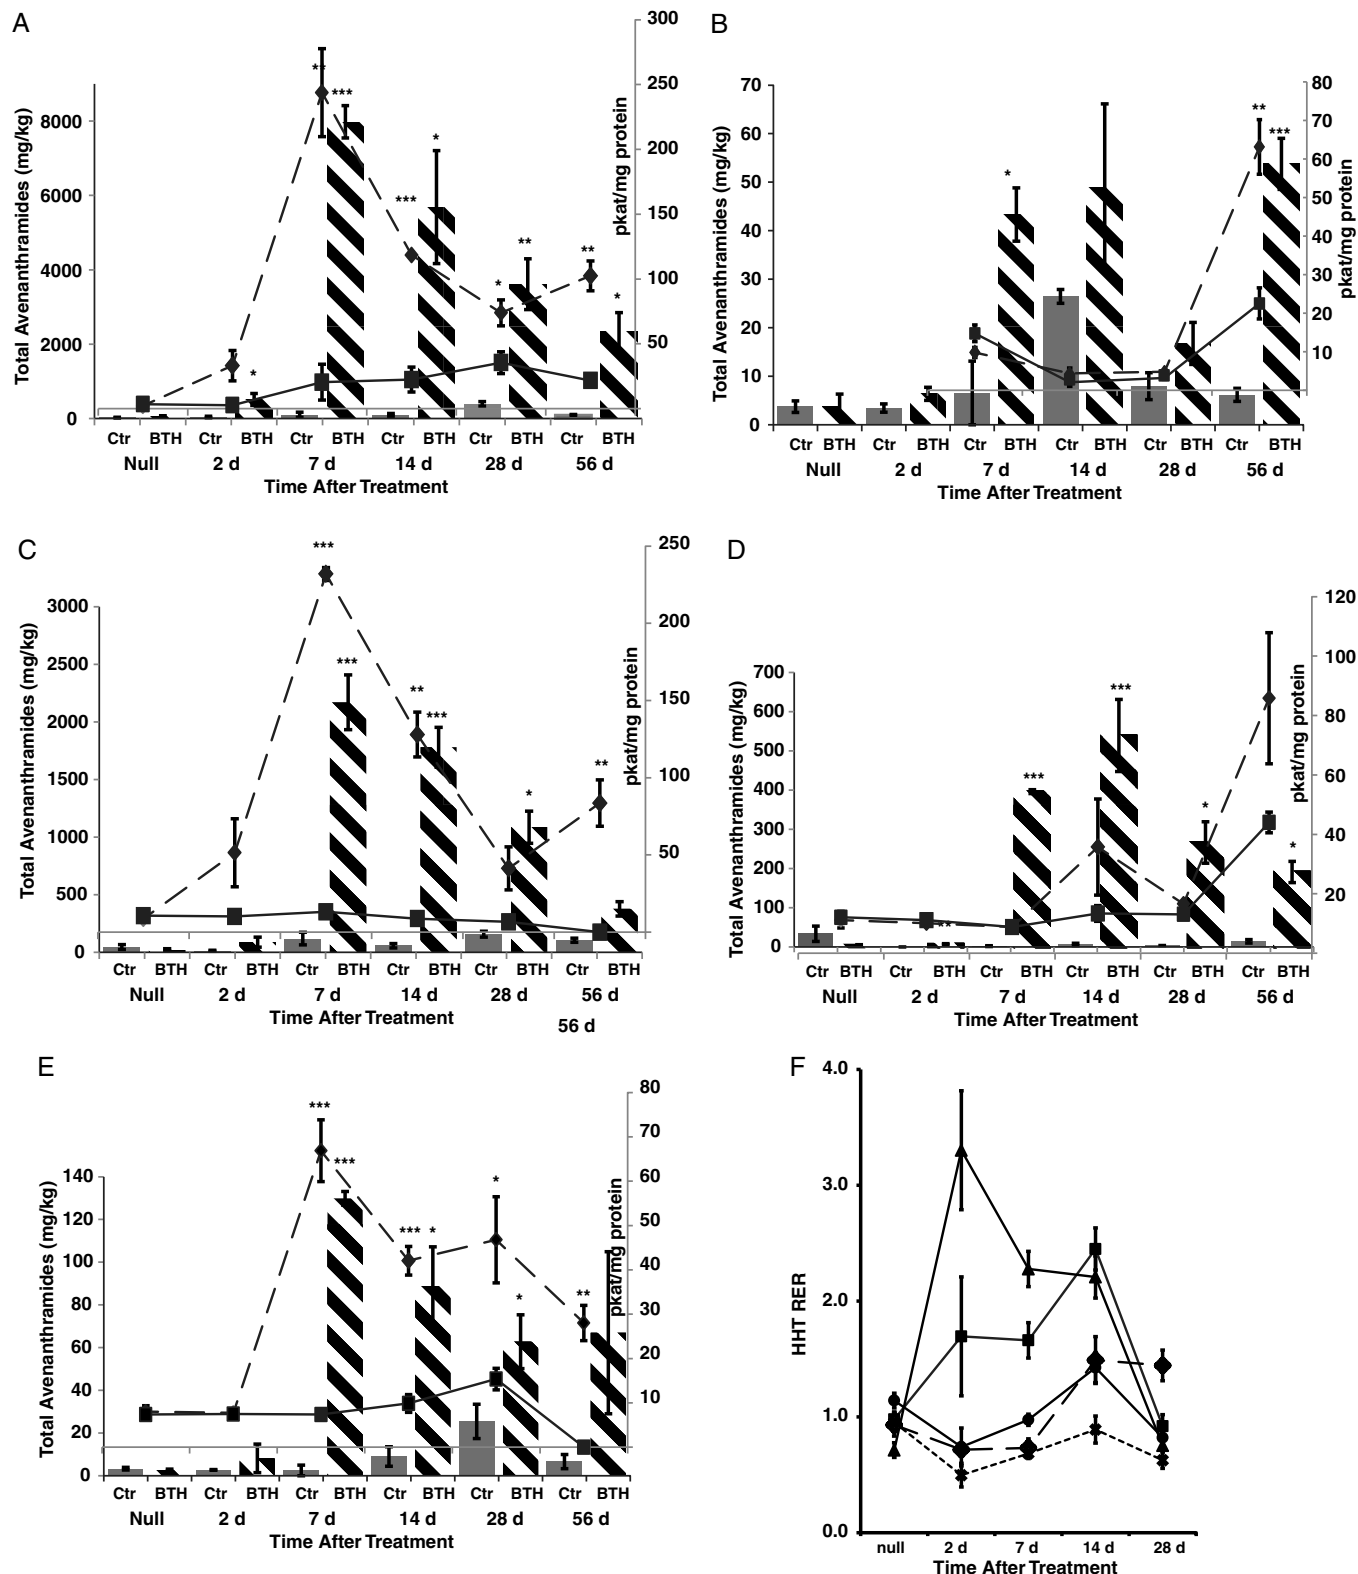 A
Total Avenanthramides (mg/kg)
8000
6000
4000
2000
0
300
250
200
150
100
50
pkat/mg protein
**
***
*
***
*
**
*
**
*
Ctr BTH Ctr BTH Ctr BTH Ctr BTH Ctr BTH Ctr BTH
Null 2 d 7 d 14 d 28 d 56 d
Time After Treatment
B
Total Avenanthramides (mg/kg)
70
60
50
40
30
20
10
0
80
70
60
50
40
30
20
10
pkat/mg protein
*
**
***
Ctr BTH Ctr BTH Ctr BTH Ctr BTH Ctr BTH Ctr BTH
Null 2 d 7 d 14 d 28 d 56 d
Time After Treatment
C
Total Avenanthramides (mg/kg)
3000
2500
2000
1500
1000
500
0
250
200
150
100
50
pkat/mg protein
***
***
**
***
*
**
Ctr BTH Ctr BTH Ctr BTH Ctr BTH Ctr BTH Ctr BTH
Null 2 d 7 d 14 d 28 d 56 d
Time After Treatment
56 d
D
Total Avenanthramides (mg/kg)
700
600
500
400
300
200
100
0
120
100
80
60
40
20
pkat/mg protein
**
***
***
*
*
Ctr BTH Ctr BTH Ctr BTH Ctr BTH Ctr BTH Ctr BTH
Null 2 d 7 d 14 d 28 d 56 d
Time After Treatment
E
Total Avenanthramides (mg/kg)
140
120
100
80
60
40
20
0
80
70
60
50
40
30
20
10
pkat/mg protein
***
***
***
*
*
*
**
Ctr BTH Ctr BTH Ctr BTH Ctr BTH Ctr BTH Ctr BTH
Null 2 d 7 d 14 d 28 d 56 d
Time After Treatment
F
HHT RER
4.0
3.0
2.0
1.0
0.0
null 2 d 7 d 14 d 28 d
Time After Treatment